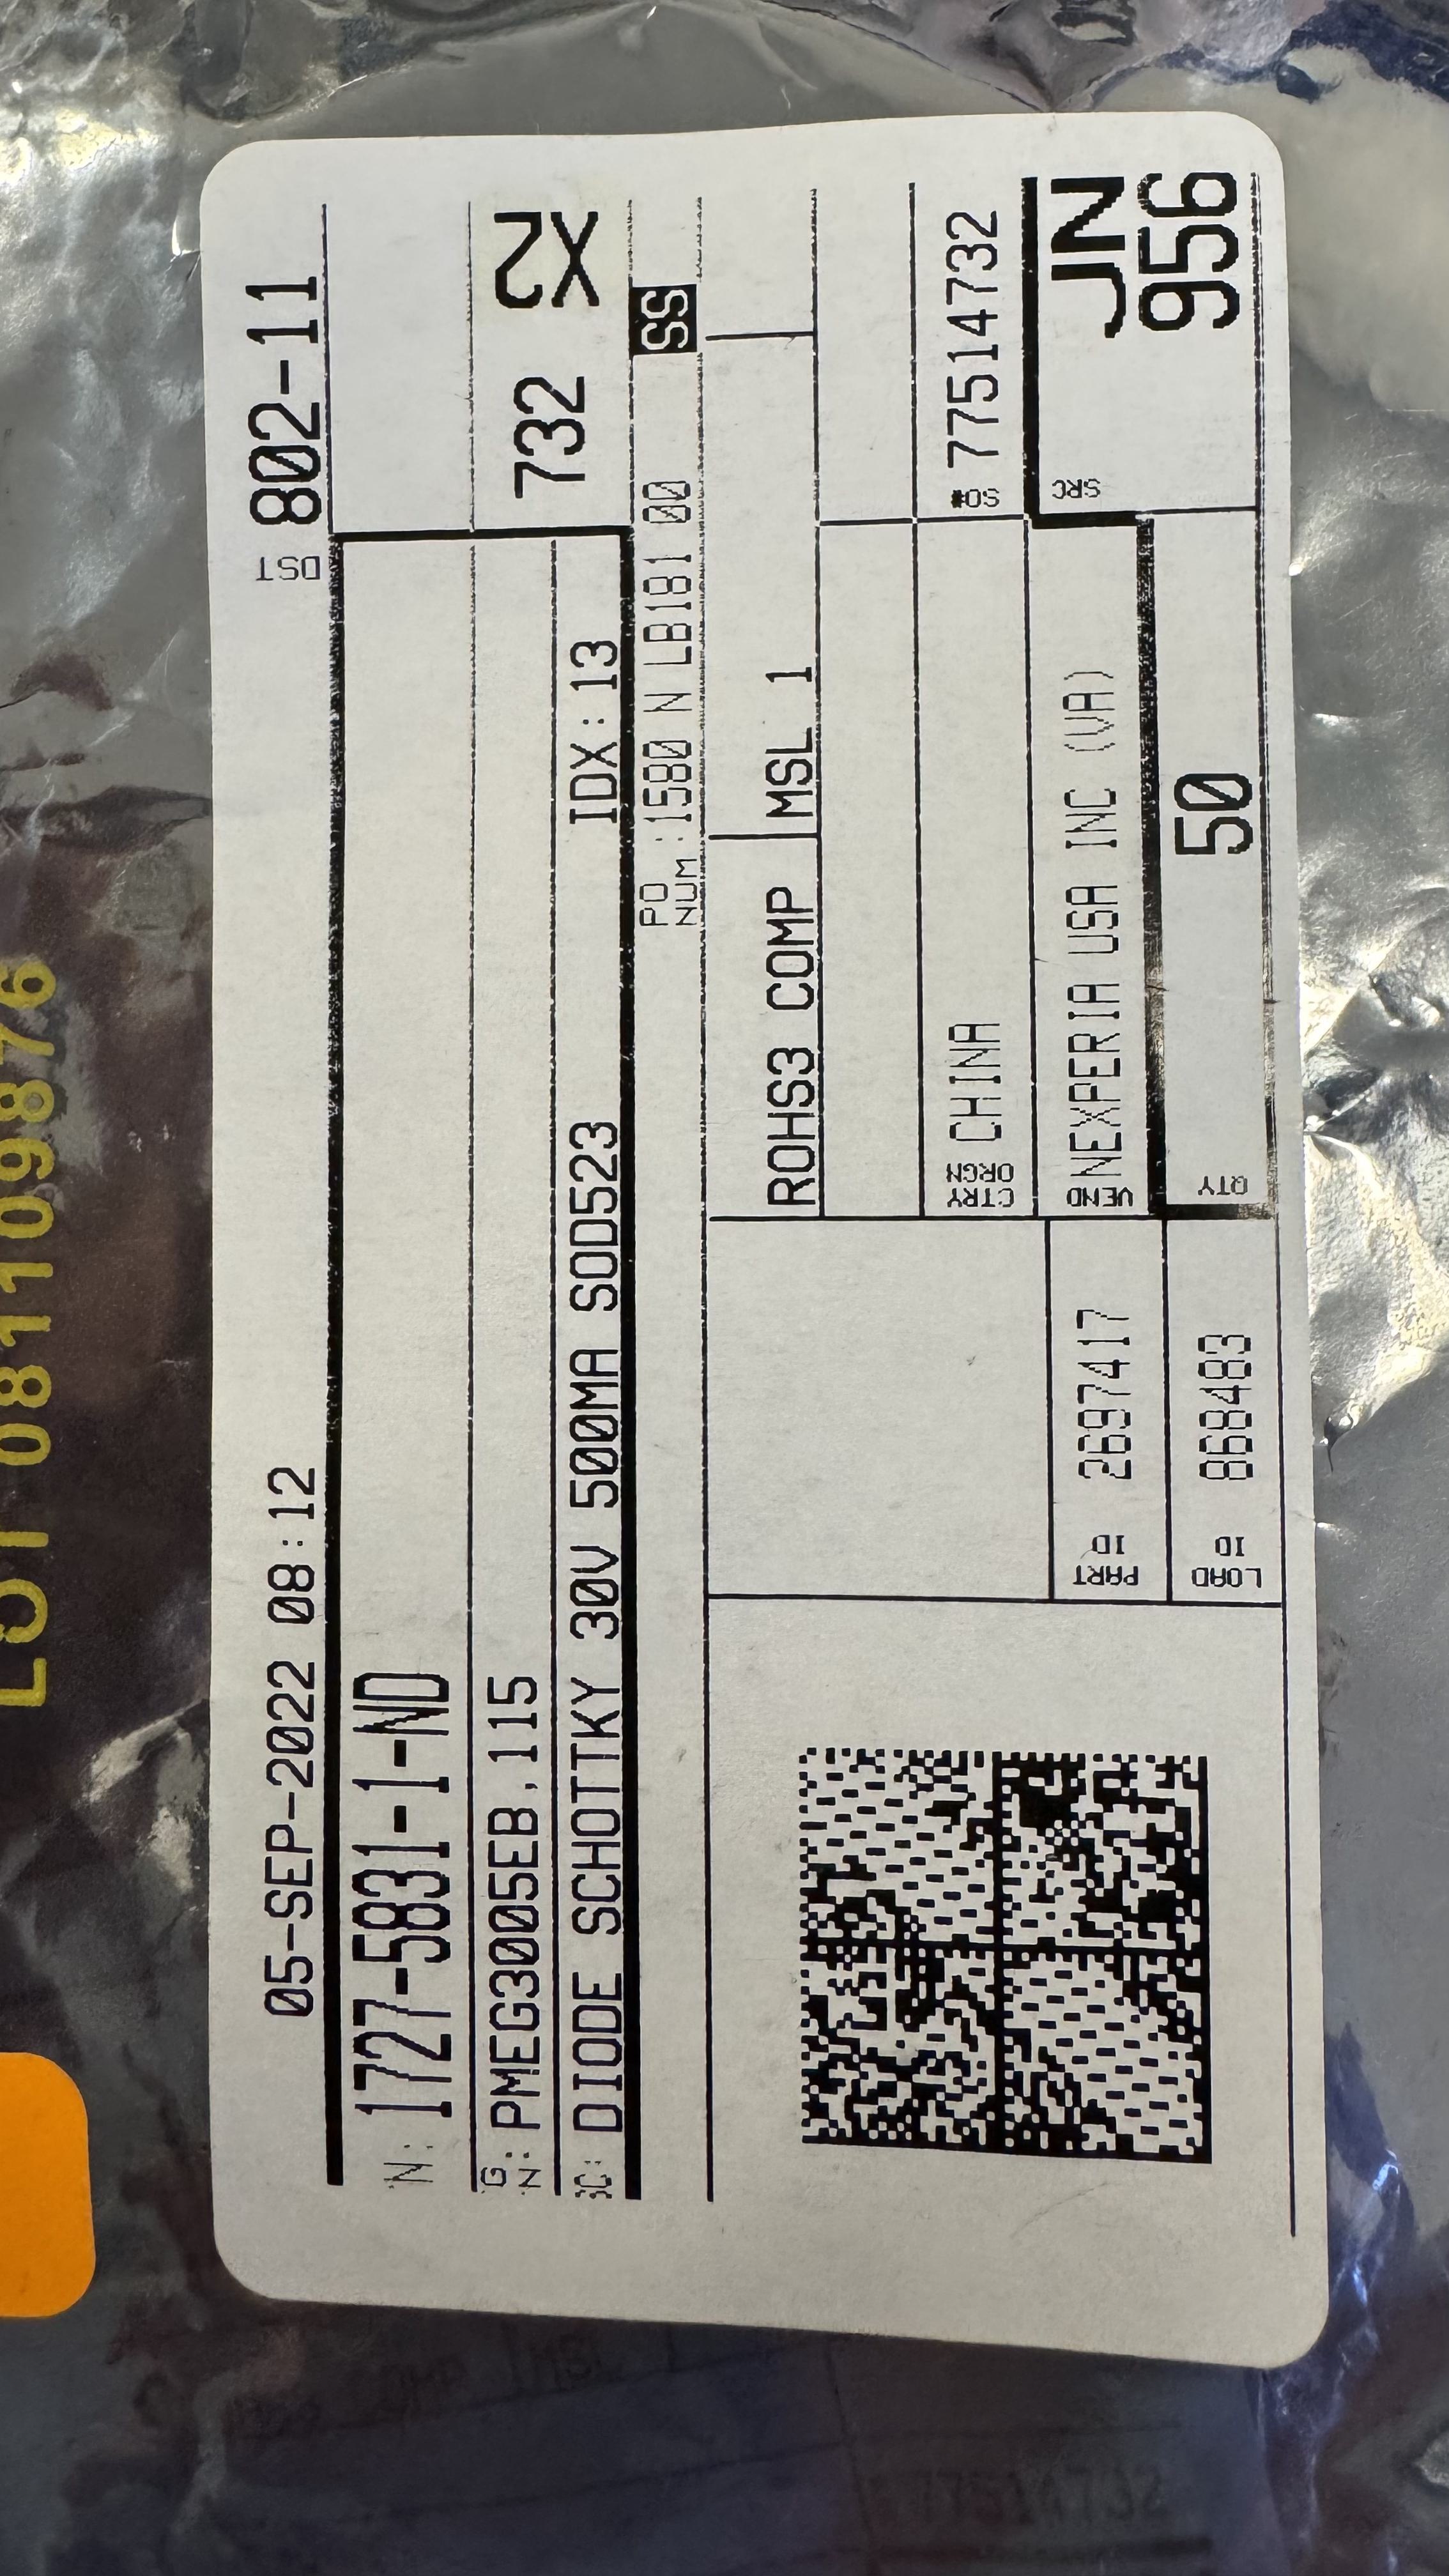 05-SEP-2022 08:12
DST 802-11
N: 1727-5831-1-ND
G
N: PMEG3005EB,115
C: DIODE SCHOTTKY 30V 500MA SOD523 IDX:13
732 X2
PO
NUM :1580 N LB181 00
SS
ROHS3 COMP
MSL 1
CTRY
ORGN CHINA
SO# 77514732
PART
ID 2697417
VEND NEXPERIA USA INC (VA)
SRC JN
956
LOAD
ID 868483
QTY 50
LOT 0811109876